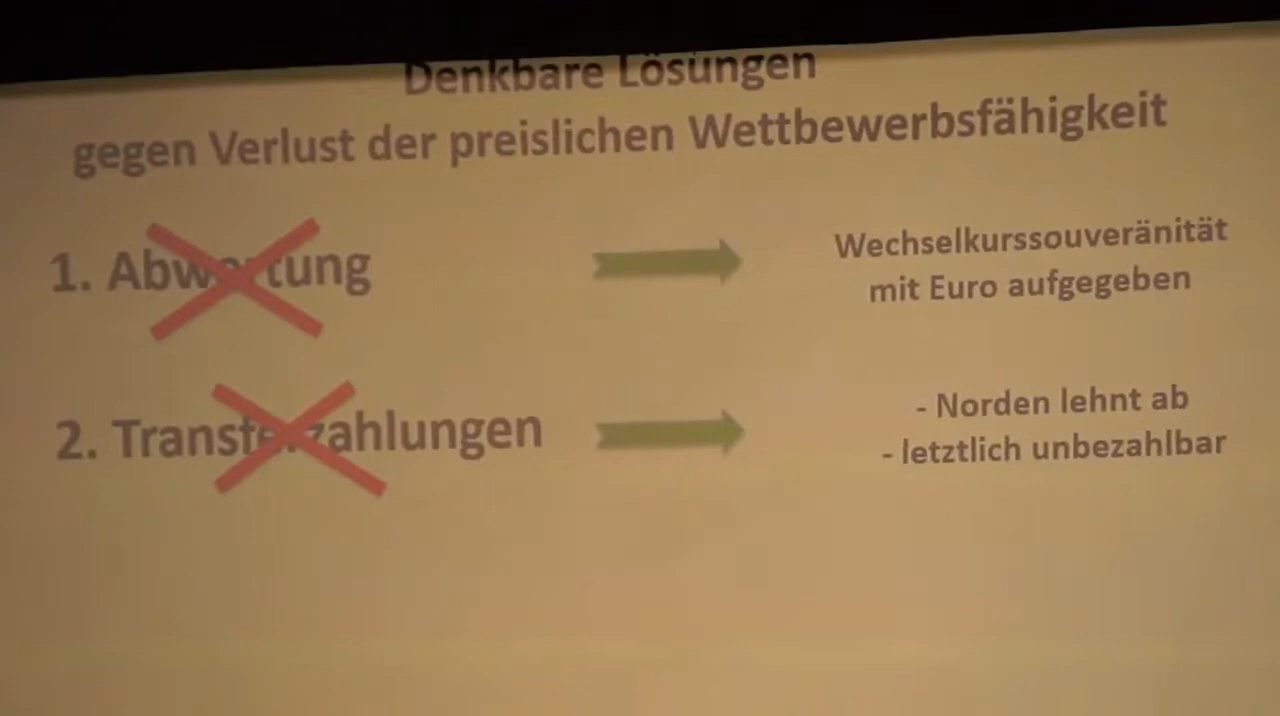 Denkbare Lösungen
gegen Verlust der preislichen Wettbewerbsfähigkeit
1. Abwertung
Wechselkurssouveränität
mit Euro aufgegeben
2. Transferzahlungen
- Norden lehnt ab
- letztlich unbezahlbar